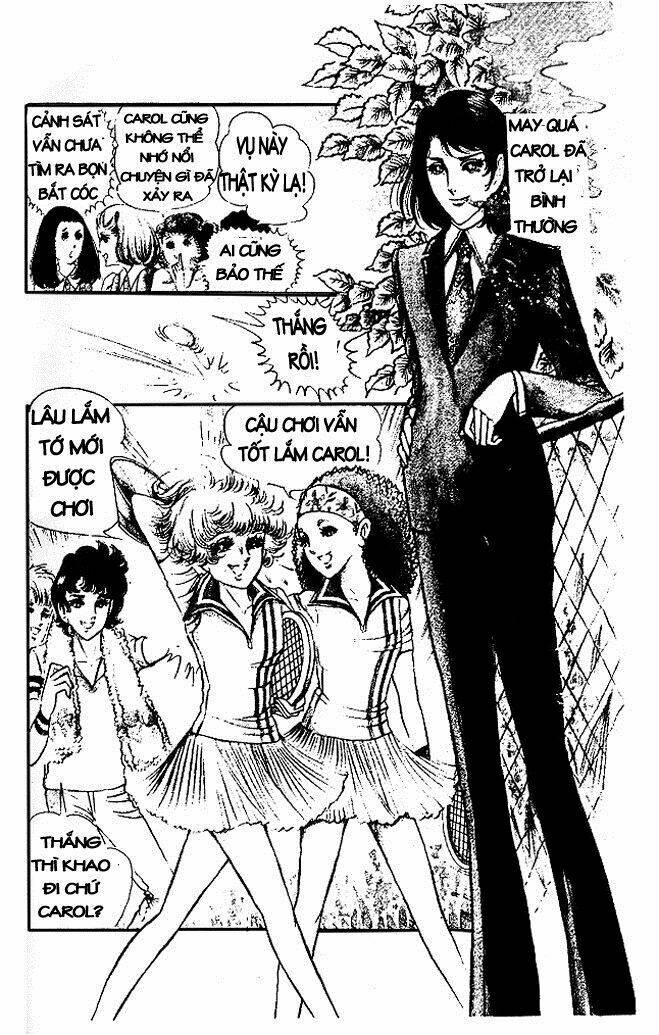 CẢNH SÁT
VẪN CHƯA
TÌM RA BỌN
BẮT CÓC
CAROL CŨNG
KHÔNG THỂ
NHỚ NỔI
CHUYỆN GÌ ĐÃ
XẢY RA
VỤ NÀY
THẬT KỲ LẠ!
AI CŨNG
BẢO THẾ
MAY QUÁ
CAROL ĐÃ
TRỞ LẠI
BÌNH
THƯỜNG
THẮNG
RỒI!
LÂU LẮM
TỚ MỚI
ĐƯỢC
CHƠI
CẬU CHƠI VẪN
TỐT LẮM CAROL!
THẮNG
THÌ KHAO
ĐI CHỨ
CAROL?